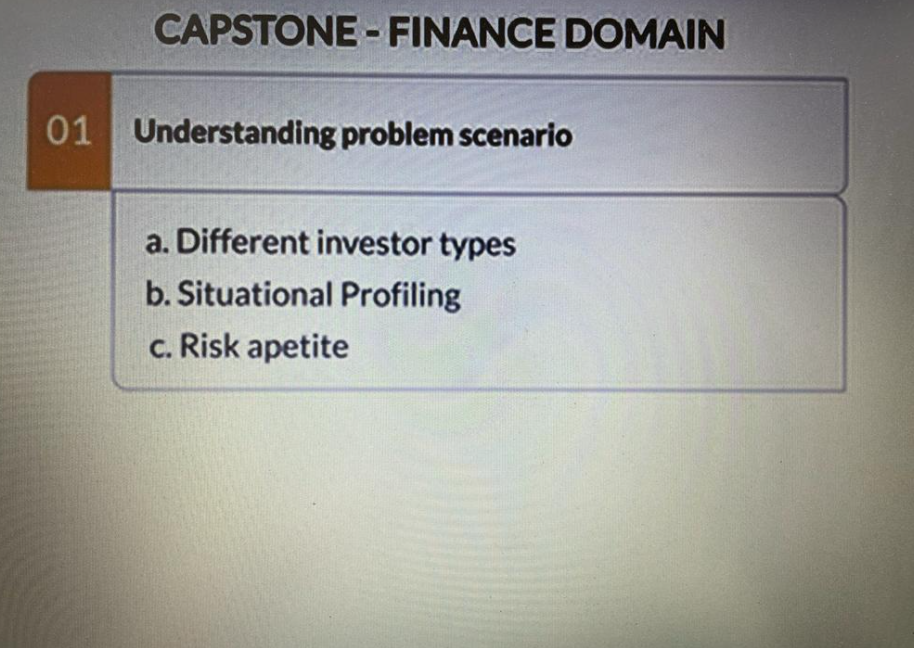 CAPSTONE - FINANCE DOMAIN
01 Understanding problem scenario
a. Different investor types
b. Situational Profiling
c. Risk apetite